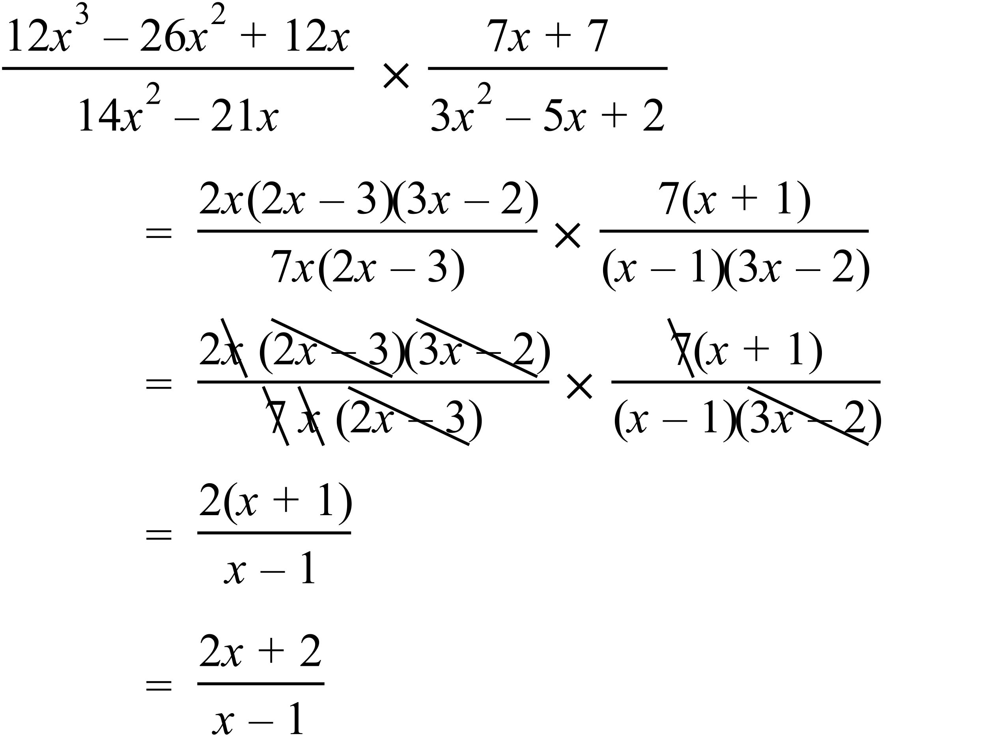 12x³ − 26x² + 12x × 7x + 7
14x² − 21x 3x² − 5x + 2
2x(2x − 3)(3x − 2) 7(x + 1)
= ×
7x(2x − 3) (x − 1)(3x − 2)
2x (2x − 3)(3x − 2) 7(x + 1)
= ×
7 x (2x − 3) (x − 1)(3x − 2)
2(x + 1)
=
x − 1
2x + 2
=
x − 1